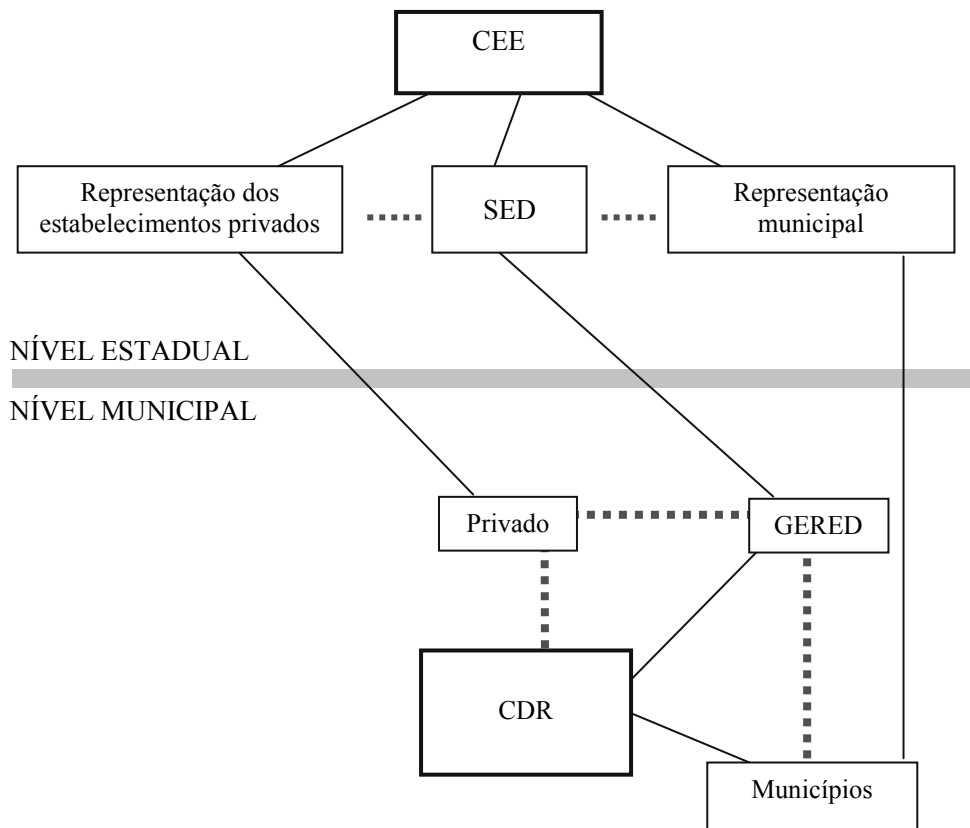 CEE
Representação dos
estabelecimentos privados
SED
Representação
municipal
NÍVEL ESTADUAL
NÍVEL MUNICIPAL
Privado
GERED
CDR
Municípios